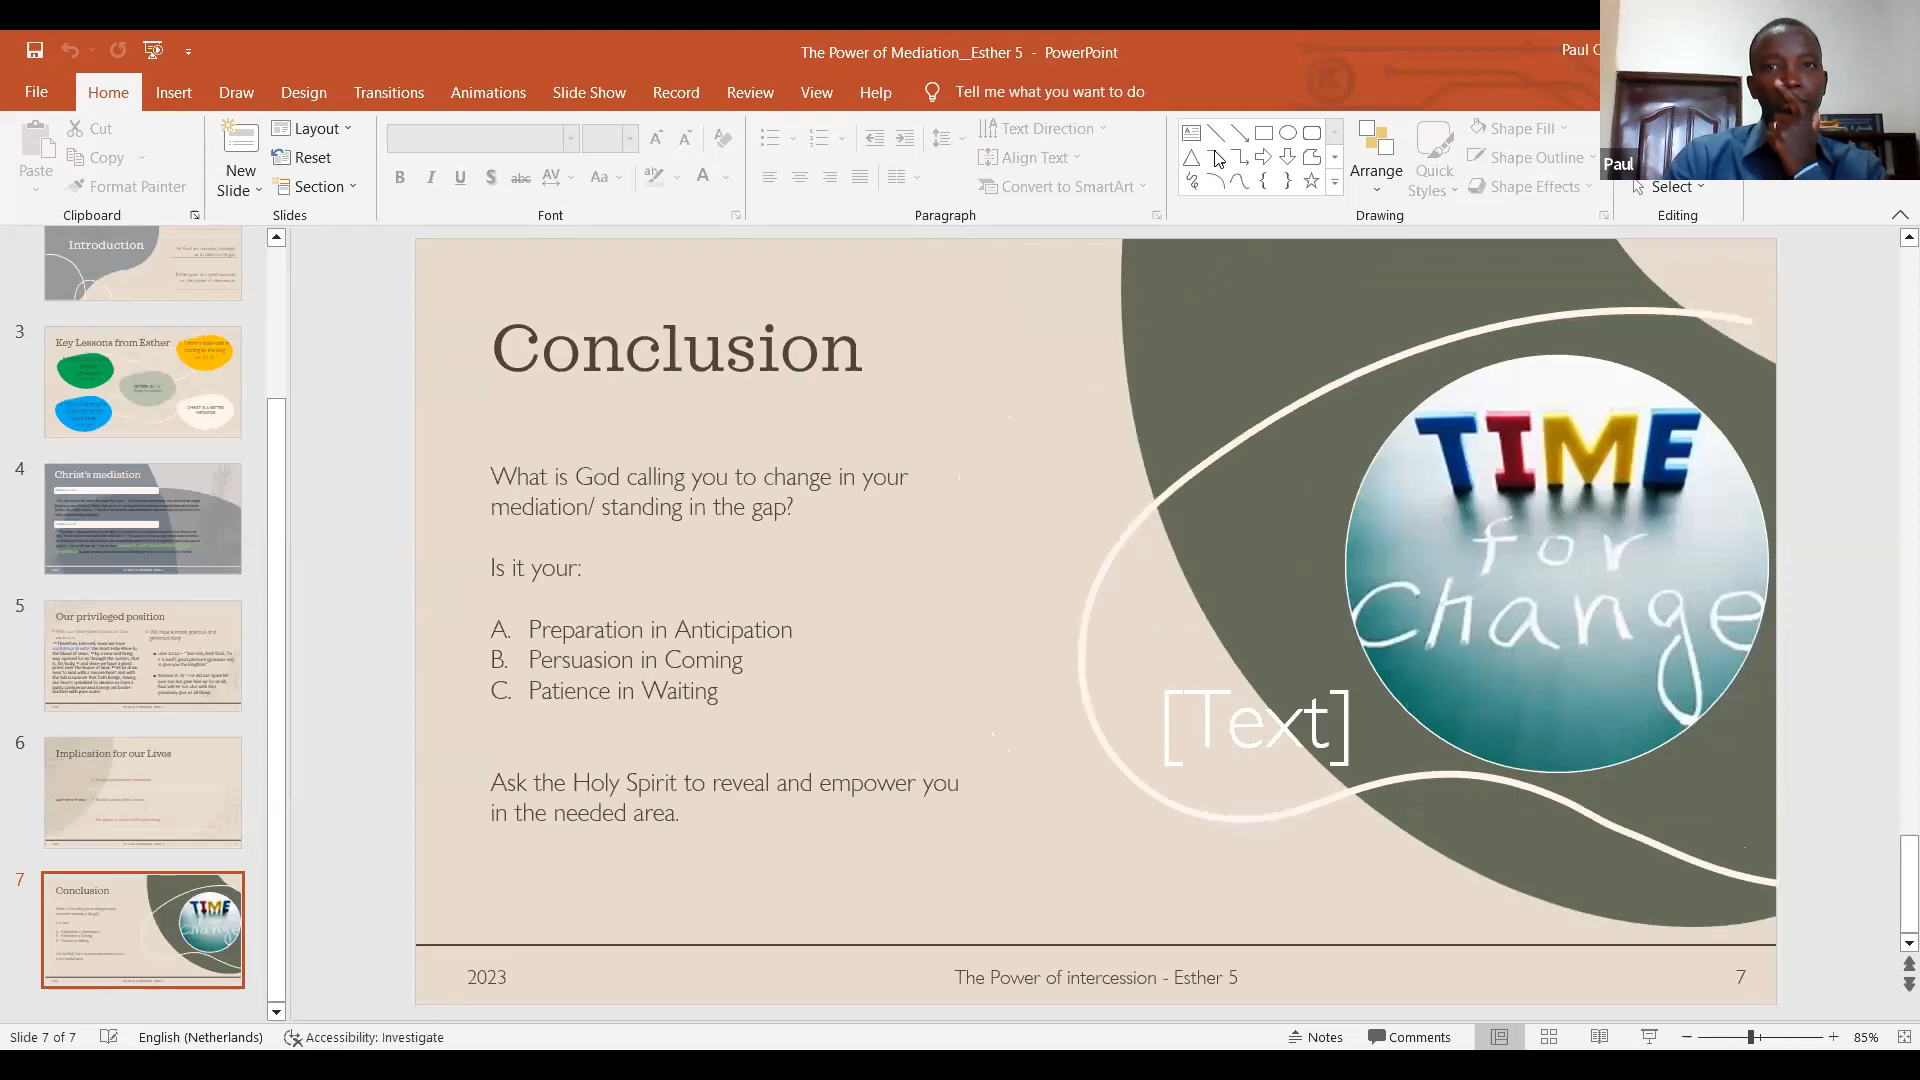 The Power of Mediation__Esther 5 - PowerPoint
Paul
File Home Insert Draw Design Transitions Animations Slide Show Record Review View Help Tell me what you want to do
Paste
Cut
Copy
Format Painter
Clipboard
New Slide
Layout
Reset
Section
Slides
Font
Text Direction
Align Text
Convert to SmartArt
Paragraph
Arrange
Quick Styles
Shape Fill
Shape Outline
Shape Effects
Drawing
Select
Editing
Paul
Introduction
3
Key Lessons from Esther
CHRIST IS A BETTER MEDIATOR
4
Christ's mediation
5
Our privileged position
6
Implication for our Lives
7
Conclusion
TIME
Change
Conclusion
What is God calling you to change in your
mediation/ standing in the gap?
Is it your:
A. Preparation in Anticipation
B. Persuasion in Coming
C. Patience in Waiting
Ask the Holy Spirit to reveal and empower you
in the needed area.
[Text]
TIME
for
Change
2023
The Power of intercession - Esther 5
7
Slide 7 of 7
English (Netherlands)
Accessibility: Investigate
Notes
Comments
85%